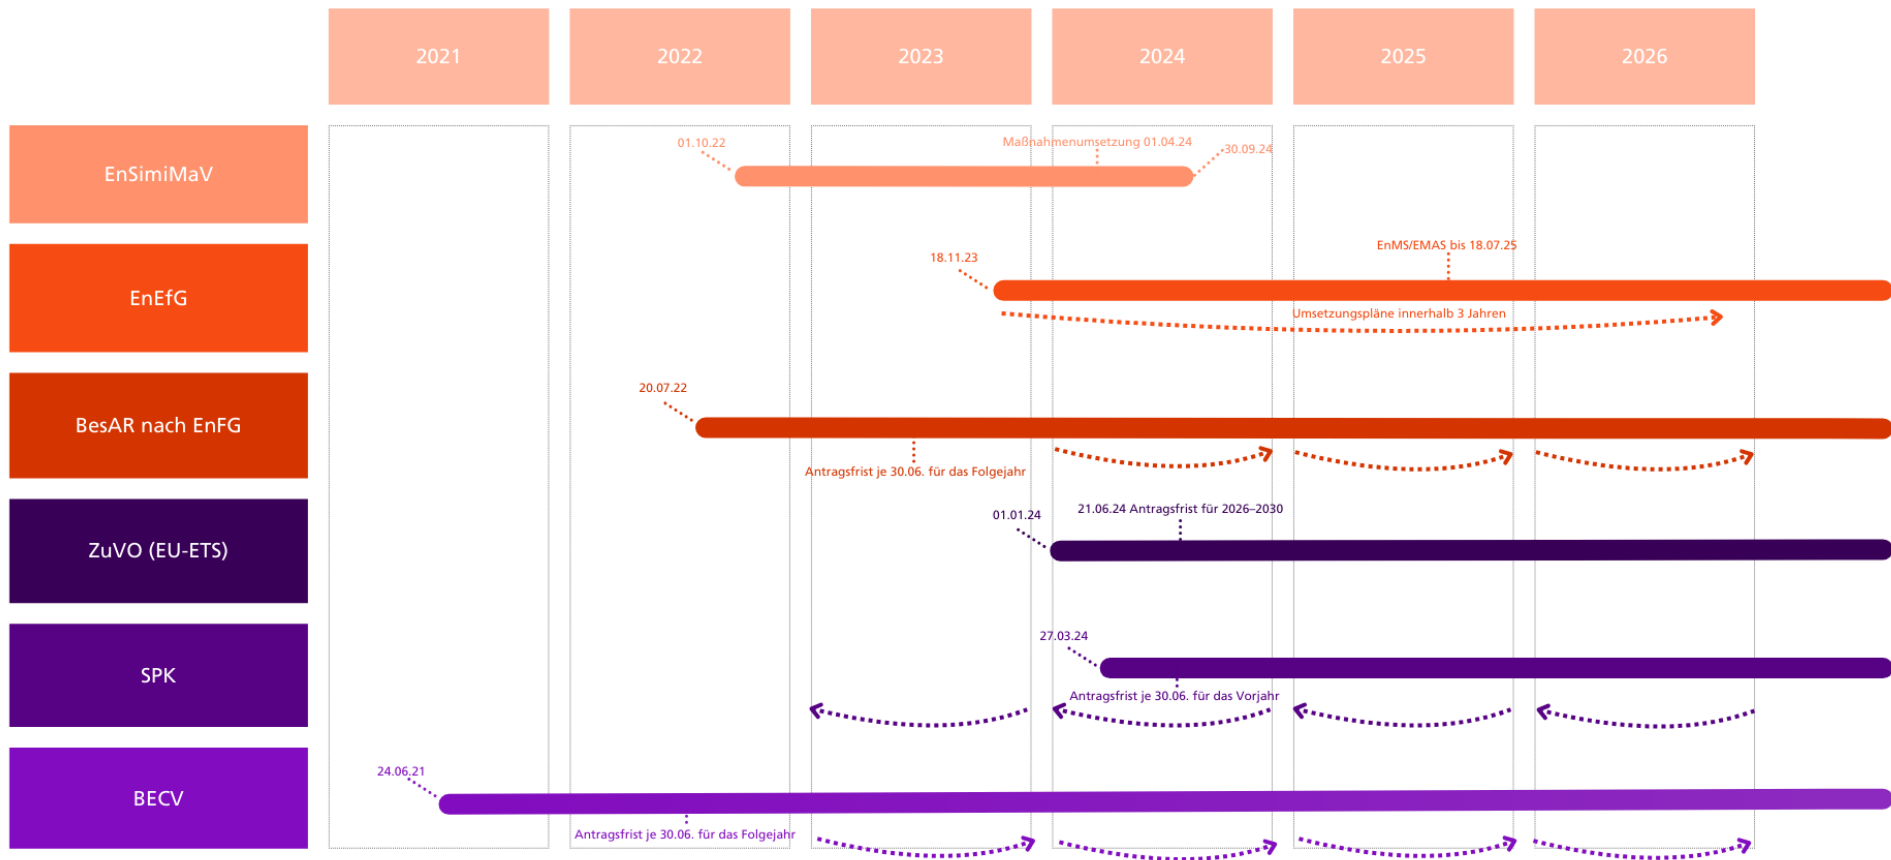 2021
2022
2023
2024
2025
2026
EnSimiMaV
01.10.22
Maßnahmenumsetzung 01.04.24
30.09.24
EnEfG
18.11.23
EnMS/EMAS bis 18.07.25
Umsetzungspläne innerhalb 3 Jahren
BesAR nach EnFG
20.07.22
Antragsfrist je 30.06. für das Folgejahr
ZuVO (EU-ETS)
01.01.24
21.06.24 Antragsfrist für 2026–2030
SPK
27.03.24
Antragsfrist je 30.06. für das Vorjahr
BECV
24.06.21
Antragsfrist je 30.06. für das Folgejahr